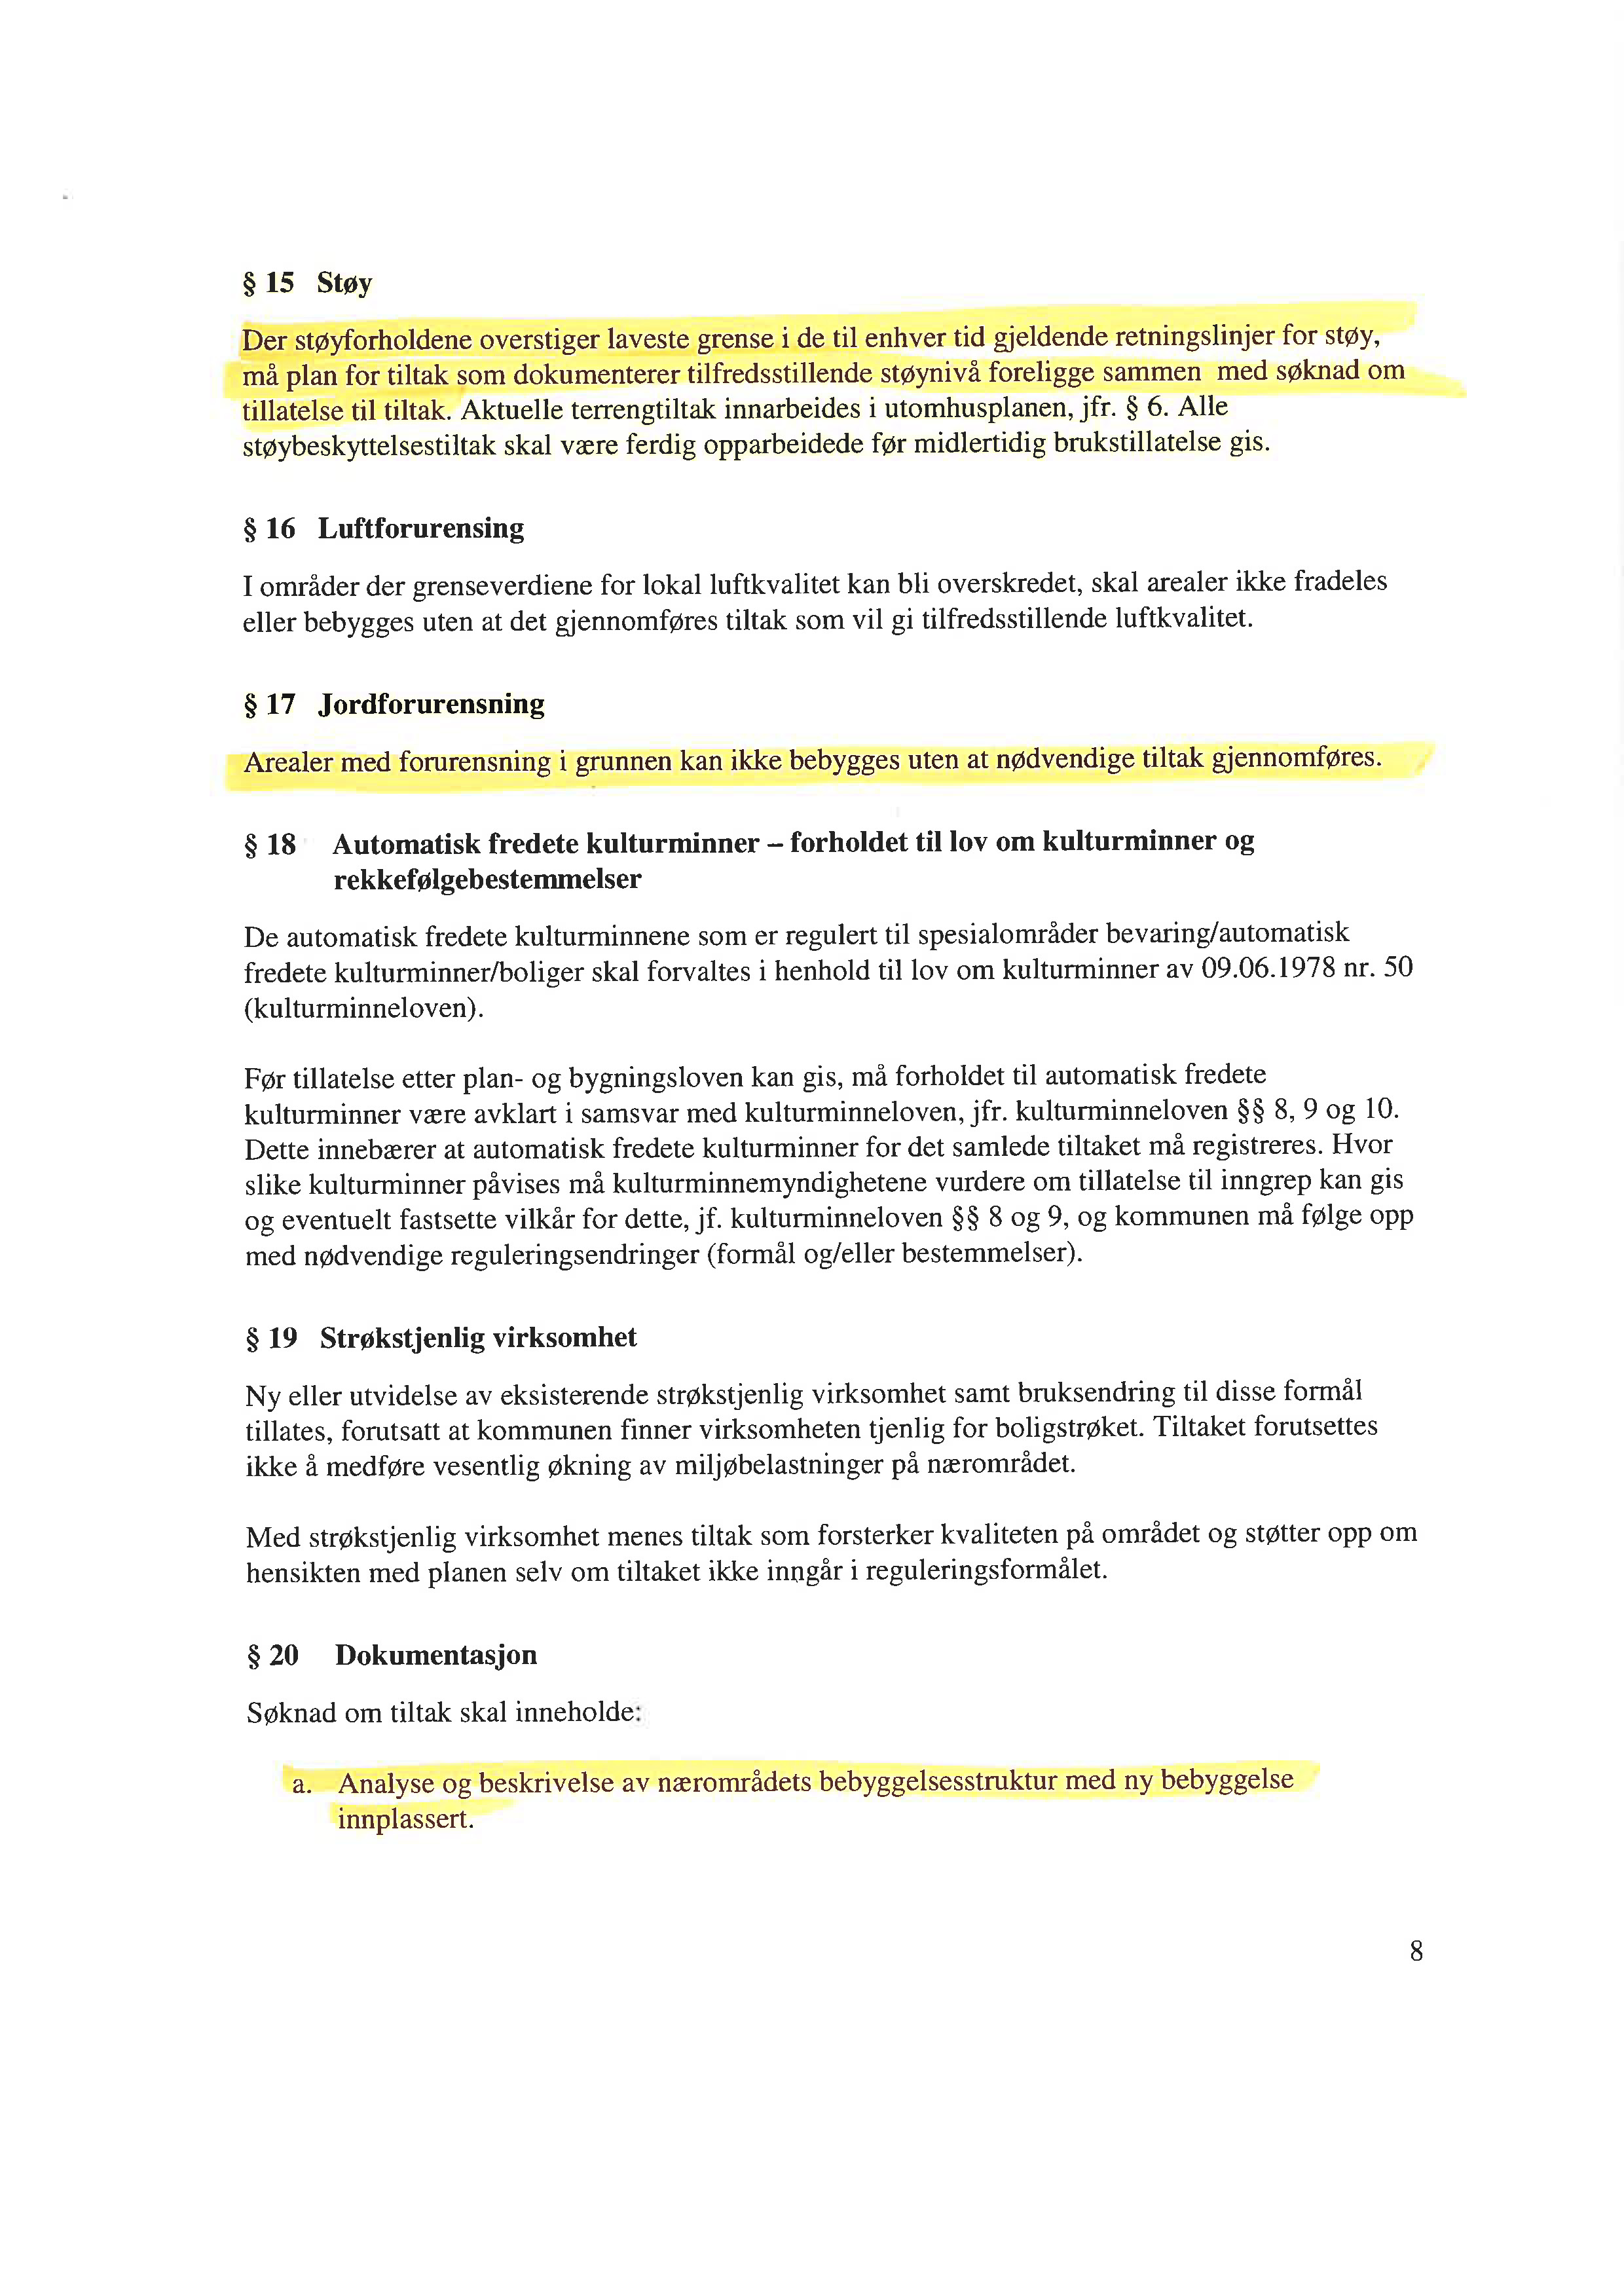 § 15 Støy
Der støyforholdene overstiger laveste grense i de til enhver tid gjeldende retningslinjer for støy,
må plan for tiltak som dokumenterer tilfredsstillende støynivå foreligge sammen med søknad om
tillatelse til tiltak. Aktuelle terrengtiltak innarbeides i utomhusplanen, jfr. § 6. Alle
støybeskyttelsestiltak skal være ferdig opparbeidede før midlertidig brukstillatelse gis.
§ 16 Luftforurensing
I områder der grenseverdiene for lokal luftkvalitet kan bli overskredet, skal arealer ikke fradeles
eller bebygges uten at det gjennomføres tiltak som vil gi tilfredsstillende luftkvalitet.
§ 17 Jordforurensning
Arealer med forurensning i grunnen kan ikke bebygges uten at nødvendige tiltak gjennomføres.
§ 18 Automatisk fredete kulturminner – forholdet til lov om kulturminner og
rekkefølgebestemmelser
De automatisk fredete kulturminnene som er regulert til spesialområder bevaring/automatisk
fredete kulturminner/boliger skal forvaltes i henhold til lov om kulturminner av 09.06.1978 nr. 50
(kulturminneloven).
Før tillatelse etter plan- og bygningsloven kan gis, må forholdet til automatisk fredete
kulturminner være avklart i samsvar med kulturminneloven, jfr. kulturminneloven §§ 8, 9 og 10.
Dette innebærer at automatisk fredete kulturminner for det samlede tiltaket må registreres. Hvor
slike kulturminner påvises må kulturminnemyndighetene vurdere om tillatelse til inngrep kan gis
og eventuelt fastsette vilkår for dette, jf. kulturminneloven §§ 8 og 9, og kommunen må følge opp
med nødvendige reguleringsendringer (formål og/eller bestemmelser).
§ 19 Strøkstjenlig virksomhet
Ny eller utvidelse av eksisterende strøkstjenlig virksomhet samt bruksendring til disse formål
tillates, forutsatt at kommunen finner virksomheten tjenlig for boligstrøket. Tiltaket forutsettes
ikke å medføre vesentlig økning av miljøbelastninger på nærområdet.
Med strøkstjenlig virksomhet menes tiltak som forsterker kvaliteten på området og støtter opp om
hensikten med planen selv om tiltaket ikke inngår i reguleringsformålet.
§ 20 Dokumentasjon
Søknad om tiltak skal inneholde:
a. Analyse og beskrivelse av nærområdets bebyggelsesstruktur med ny bebyggelse
innplassert.
8